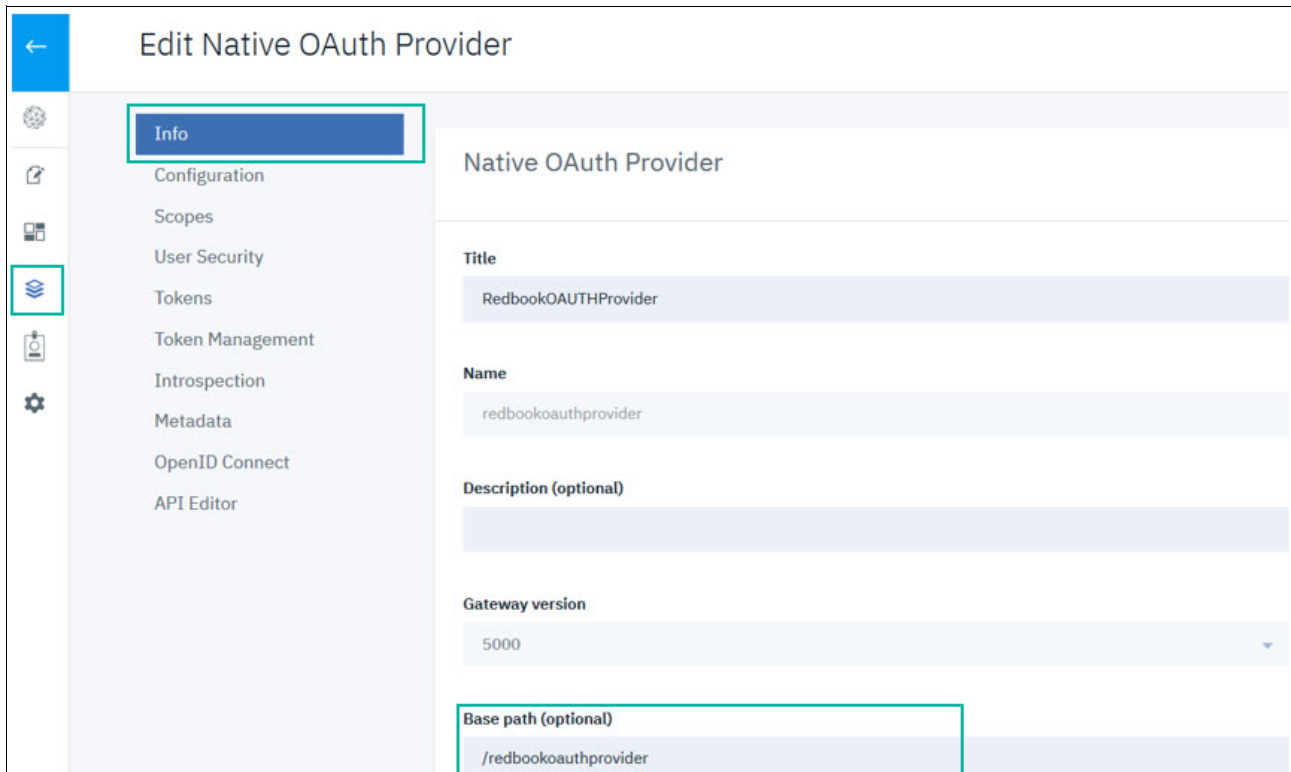 Edit Native OAuth Provider
Info
Configuration
Scopes
User Security
Tokens
Token Management
Introspection
Metadata
OpenID Connect
API Editor
Native OAuth Provider
Title
RedbookOAUTHProvider
Name
redbookoauthprovider
Description (optional)
Gateway version
5000
Base path (optional)
/redbookoauthprovider